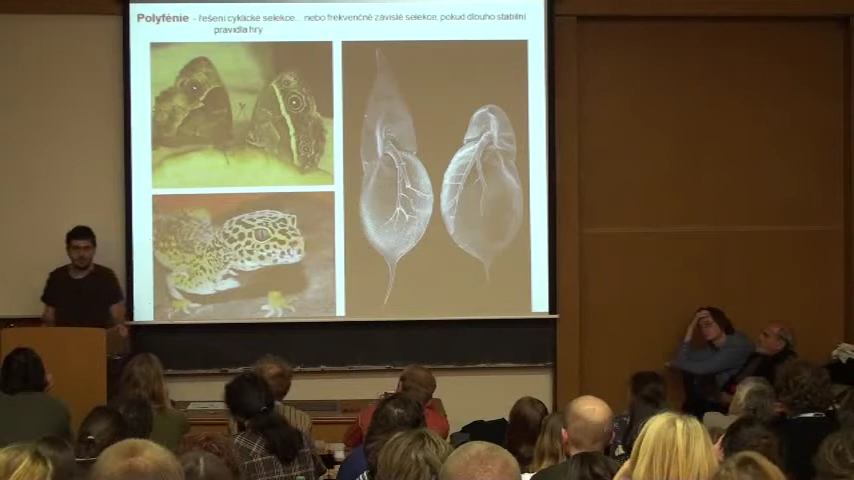 Polyfénie - řešení cyklické selekce... nebo frekvenčně závislé selekce, pokud dlouho stabilní
pravidla hry